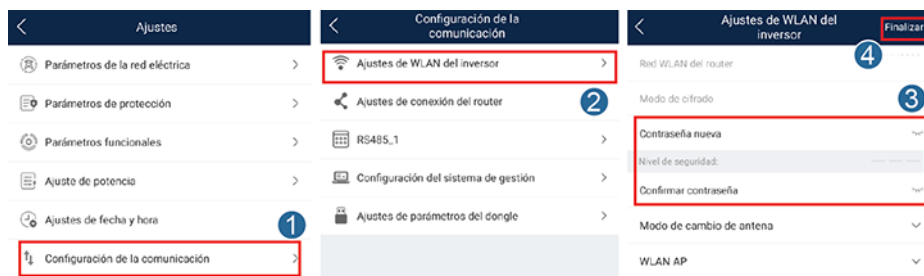 Ajustes
Parámetros de la red eléctrica
Parámetros de protección
Parámetros funcionales
Ajuste de potencia
Ajustes de fecha y hora
1
Configuración de la comunicación
Configuración de la
comunicación
Ajustes de WLAN del inversor
2
Ajustes de conexión del router
RS485_1
Configuración del sistema de gestión
Ajustes de parámetros del dongle
Ajustes de WLAN del
inversor
Finalizar
4
Red WLAN del router
Modo de cifrado
3
Contraseña nueva
Nivel de seguridad:
Confirmar contraseña
Modo de cambio de antena
WLAN AP